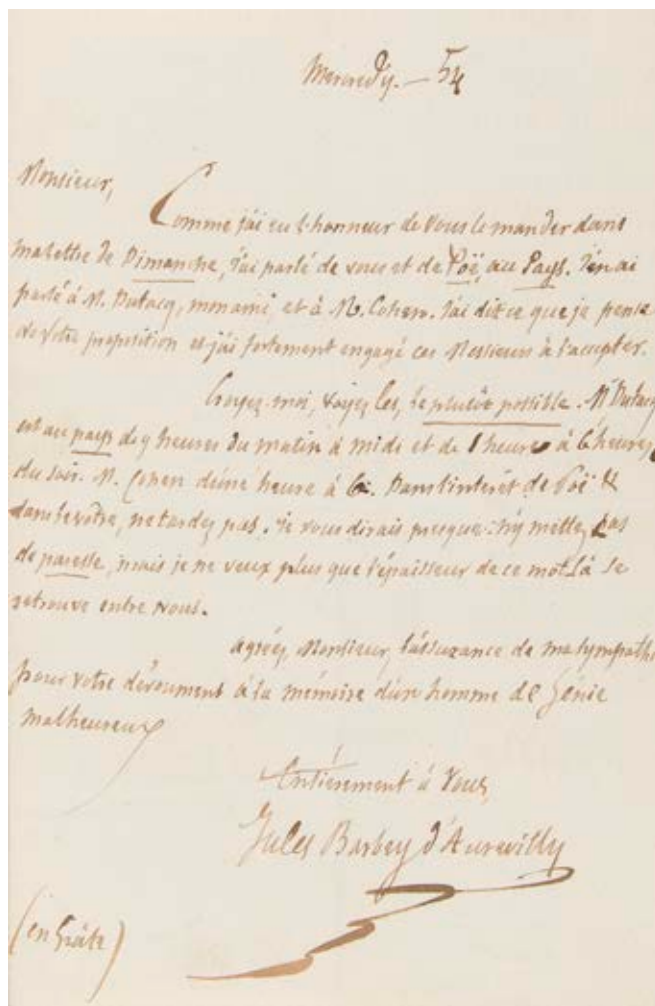 Mercredy. — 54
Monsieur,
Comme j'ai eu l'honneur de vous le mander dans
ma lettre de Dimanche, j'ai parlé de vous et de Poë, au Pays. J'en ai
parlé à M. Dutacq, mon ami, et à M. Cohen. J'ai dit ce que je pense
de votre proposition et j'ai fortement engagé ces Messieurs à l'accepter.
Croyez-moi, voyez les, le plutôt possible. Mr Dutacq
est au pays de 9 heures du matin à midi et de 1 heure à 6 heures
du soir. M. Cohen d'une heure à 6. Dans l'intérêt de Poë &
dans le vôtre, ne tardez pas. Je vous dirais presque: n'y mettez pas
de paresse, mais je ne veux plus que l'épaisseur de ce mot là se
retrouve entre nous.
Agréez, Monsieur, l'assurance de ma sympathie
pour votre dévoument à la mémoire d'un homme de Génie
malheureux
Entièrement à vous,
Jules Barbey d'Aurevilly
(en hâte)